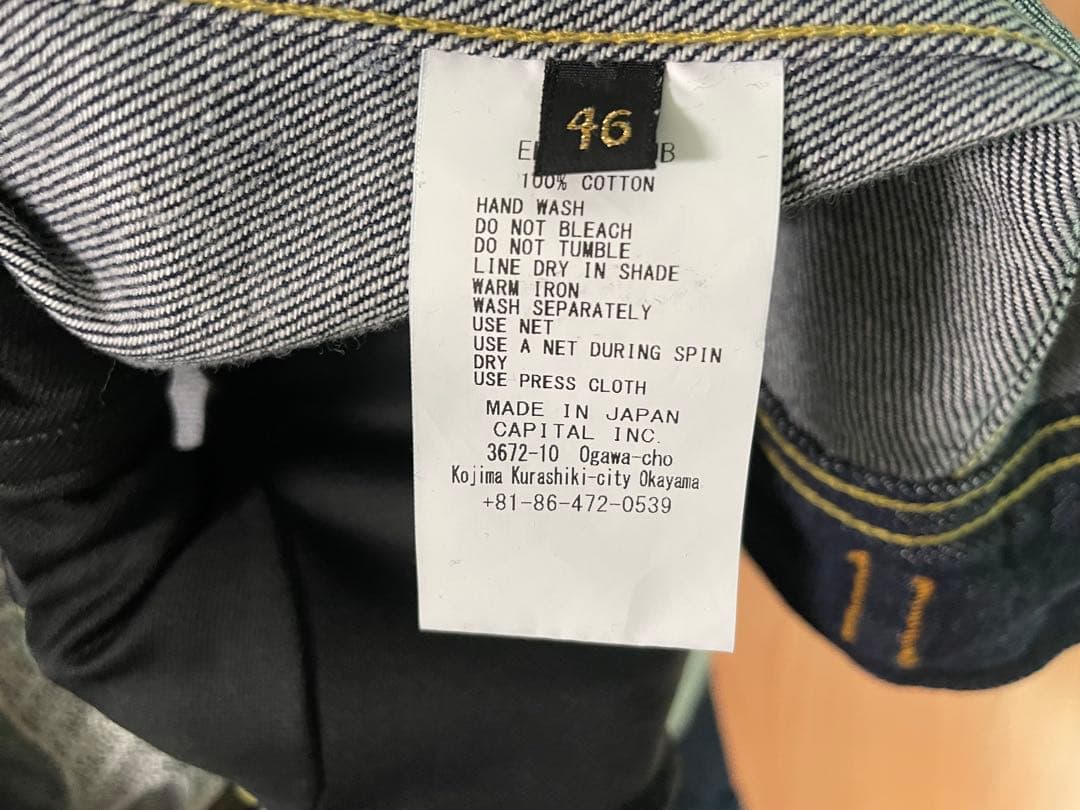 46
100% COTTON
HAND WASH
DO NOT BLEACH
DO NOT TUMBLE
LINE DRY IN SHADE
WARM IRON
WASH SEPARATELY
USE NET
USE A NET DURING SPIN
DRY
USE PRESS CLOTH
MADE IN JAPAN
CAPITAL INC.
3672-10 Ogawa-cho
Kojima Kurashiki-city Okayama
+81-86-472-0539